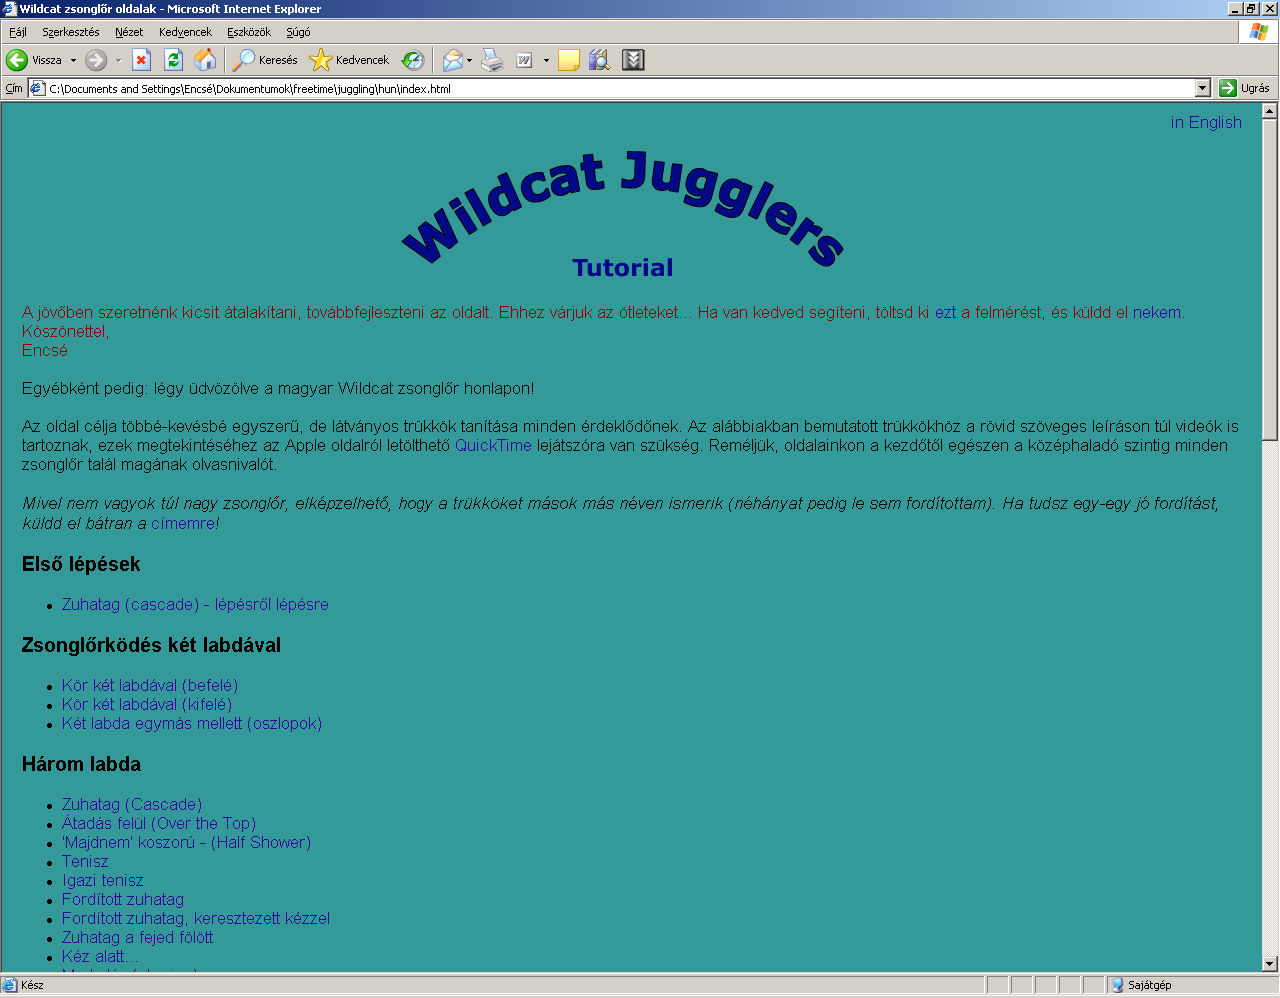 Wildcat zsonglőr oldalak - Microsoft Internet Explorer
Fájl Szerkesztés Nézet Kedvencek Eszközök Súgó
Vissza Keresés Kedvencek
Cím C:\Documents and Settings\Encsé\Dokumentumok\freetime\juggling\hun\index.html Ugrás
in English
Wildcat Jugglers
Tutorial
A jövőben szeretnénk kicsit átalakítani, továbbfejleszteni az oldalt. Ehhez várjuk az ötleteket... Ha van kedved segíteni, töltsd ki ezt a felmérést, és küldd el nekem.
Köszönettel,
Encsé
Egyébként pedig: légy üdvözölve a magyar Wildcat zsonglőr honlapon!
Az oldal célja többé-kevésbé egyszerű, de látványos trükkök tanítása minden érdeklődőnek. Az alábbiakban bemutatott trükkökhöz a rövid szöveges leíráson túl videók is
tartoznak, ezek megtekintéséhez az Apple oldalról letölthető QuickTime lejátszóra van szükség. Reméljük, oldalainkon a kezdőtől egészen a középhaladó szintig minden
zsonglőr talál magának olvasnivalót.
Mivel nem vagyok túl nagy zsonglőr, elképzelhető, hogy a trükköket mások más néven ismerik (néhányat pedig le sem fordítottam). Ha tudsz egy-egy jó fordítást,
küldd el bátran a címemre!
Első lépések
Zuhatag (cascade) - lépésről lépésre
Zsonglőrködés két labdával
Kör két labdával (befelé)
Kör két labdával (kifelé)
Két labda egymás mellett (oszlopok)
Három labda
Zuhatag (Cascade)
Átadás felül (Over the Top)
'Majdnem' koszorú - (Half Shower)
Tenisz
Igazi tenisz
Fordított zuhatag
Fordított zuhatag, keresztezett kézzel
Zuhatag a fejed fölött
Kéz alatt...
Kész Sajátgép